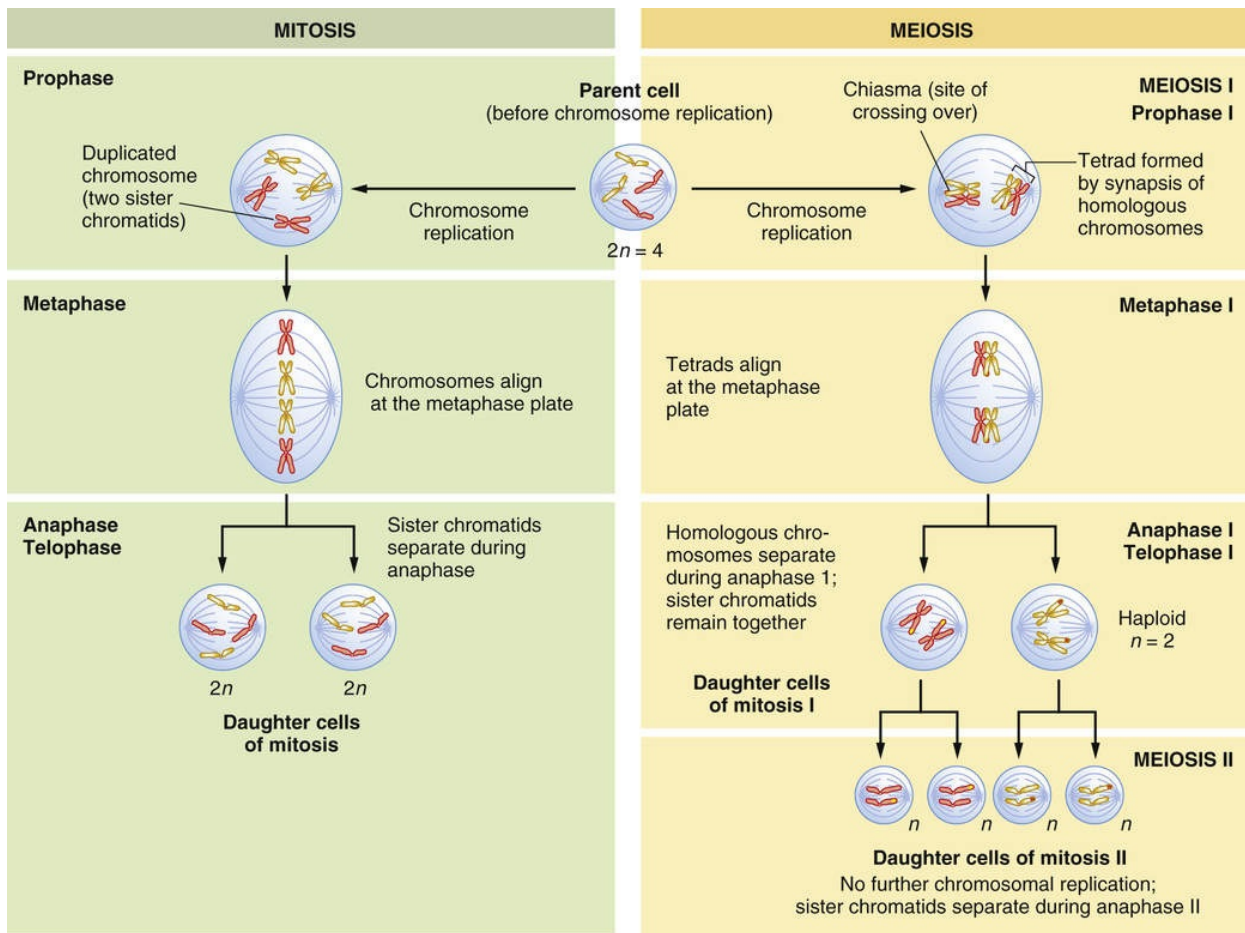 MITOSIS
MEIOSIS
Prophase
Parent cell
(before chromosome replication)
Duplicated
chromosome
(two sister
chromatids)
Chromosome
replication
2n = 4
Chromosome
replication
Chiasma (site of
crossing over)
MEIOSIS I
Prophase I
Tetrad formed
by synapsis of
homologous
chromosomes
Metaphase
Chromosomes align
at the metaphase plate
Tetrads align
at the metaphase
plate
Metaphase I
Anaphase
Telophase
Sister chromatids
separate during
anaphase
2n
2n
Daughter cells
of mitosis
Homologous chro-
mosomes separate
during anaphase 1;
sister chromatids
remain together
Anaphase I
Telophase I
Haploid
n = 2
Daughter cells
of mitosis I
MEIOSIS II
n
n
n
n
Daughter cells of mitosis II
No further chromosomal replication;
sister chromatids separate during anaphase II